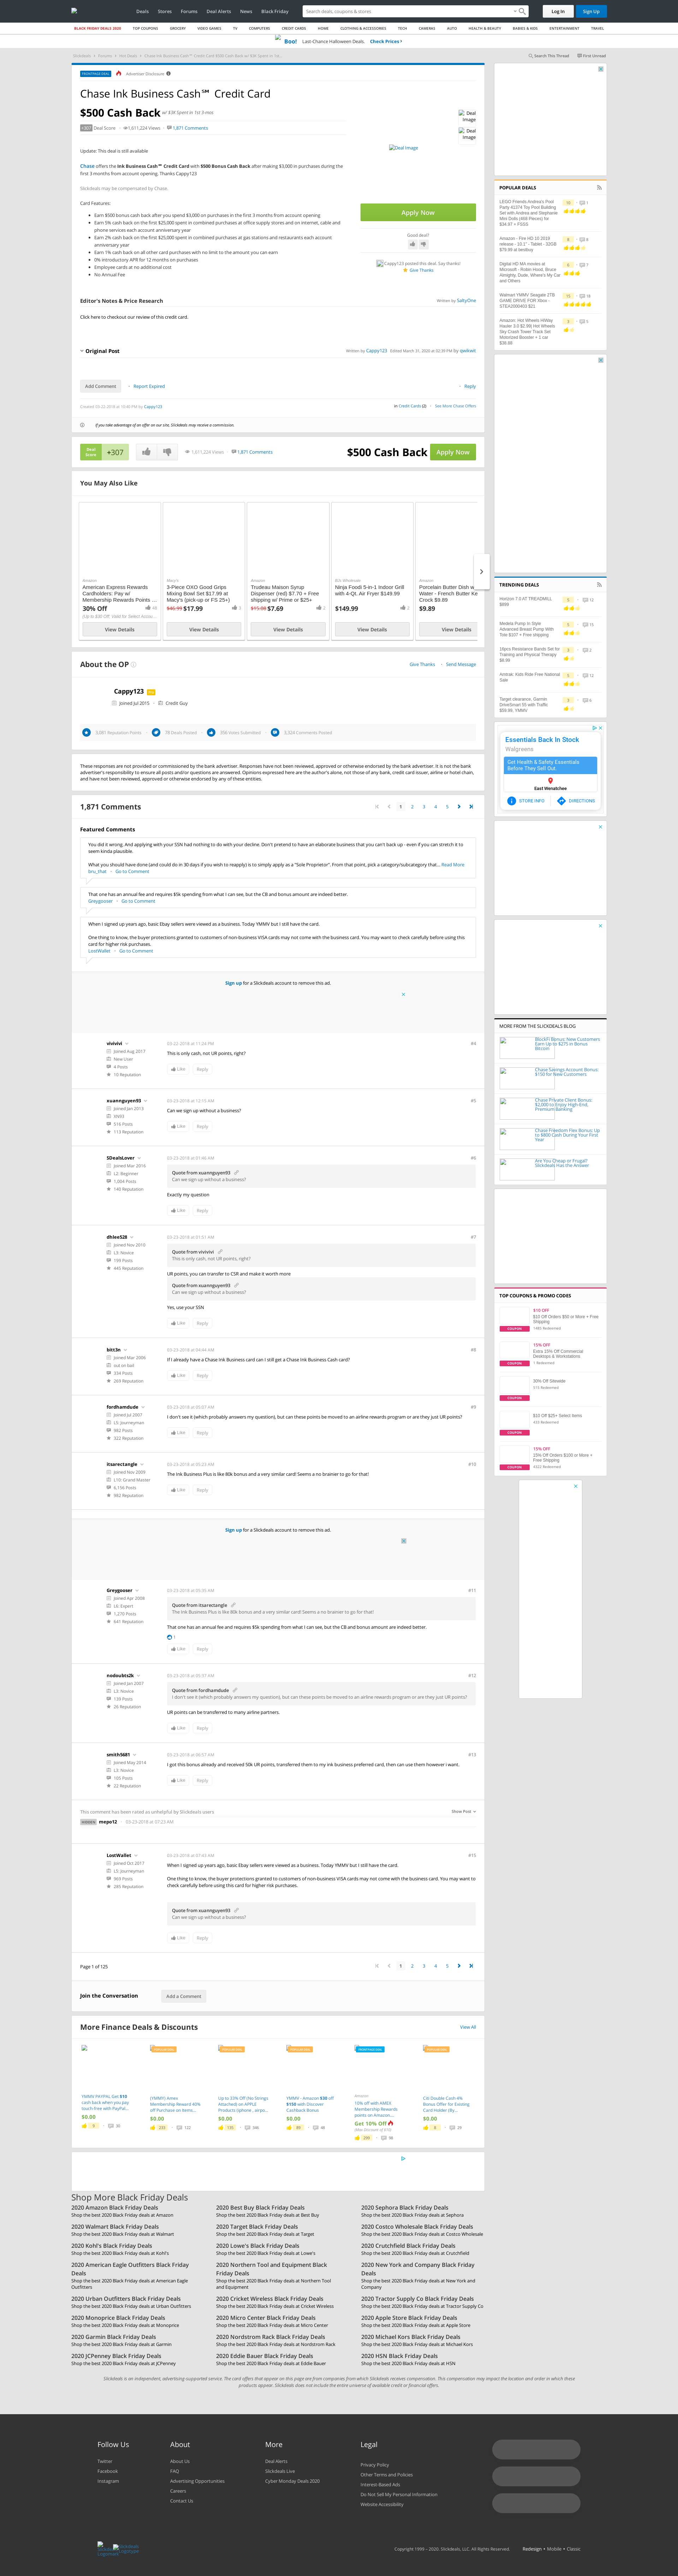 Deals Stores Forums Deal Alerts News Black Friday Search deals, coupons & stores Log In Sign Up
BLACK FRIDAY DEALS 2020 TOP COUPONS GROCERY VIDEO GAMES TV COMPUTERS CREDIT CARDS HOME CLOTHING & ACCESSORIES TECH CAMERAS AUTO HEALTH & BEAUTY BABIES & KIDS ENTERTAINMENT TRAVEL
Boo! Last-Chance Halloween Deals. Check Prices
Search This Thread First Unread
FRONTPAGE DEAL Advertiser Disclosure
Chase Ink Business Cash℠ Credit Card
$500 Cash Back w/ $3K Spent in 1st 3-mos
+307 Deal Score 1,611,224 Views 1,871 Comments
Deal Image
Deal Image
Deal Image
Update: This deal is still available.
Chase offers the Ink Business Cash℠ Credit Card with $500 Bonus Cash Back after making $3,000 in purchases during the first 3 months from account opening. Thanks Cappy123
Slickdeals may be compensated by Chase.
Card Features:
Earn $500 bonus cash back after you spend $3,000 on purchases in the first 3 months from account opening
Earn 5% cash back on the first $25,000 spent in combined purchases at office supply stores and on internet, cable and phone services each account anniversary year
Earn 2% cash back on the first $25,000 spent in combined purchases at gas stations and restaurants each account anniversary year
Earn 1% cash back on all other card purchases with no limit to the amount you can earn
0% introductory APR for 12 months on purchases
Employee cards at no additional cost
No Annual Fee
Apply Now
Good deal?
Cappy123 posted this deal. Say thanks!
Give Thanks
Editor's Notes & Price Research Written by SaltyOne
Click here to checkout our review of this credit card.
Original Post Written by Cappy123 Edited March 31, 2020 at 02:39 PM by qwikwit
Add Comment Report Expired Reply
Created 03-22-2018 at 10:45 PM by Cappy123 in Credit Cards (2) See More Chase Offers
If you take advantage of an offer on our site, Slickdeals may receive a commission.
Deal Score +307 1,611,224 Views 1,871 Comments $500 Cash Back Apply Now
You May Also Like
Amazon
American Express Rewards Cardholders: Pay w/ Membership Rewards Points ...
30% Off
(Up to $30 Off, Valid for Select Accou...
View Details
Macy's
3-Piece OXO Good Grips Mixing Bowl Set $17.99 at Macy's (pick-up or FS 25+)
$45.99 $17.99
View Details
Amazon
Trudeau Maison Syrup Dispenser (red) $7.70 + Free shipping w/ Prime or $25+
$15.08 $7.69
View Details
BJs Wholesale
Ninja Foodi 5-in-1 Indoor Grill with 4-Qt. Air Fryer $149.99
$149.99
View Details
Amazon
Porcelain Butter Dish w
Water - French Butter Ke
Crock $9.89
$9.89
View Details
About the OP Give Thanks Send Message
Cappy123
Joined Jul 2015 Credit Guy
3,081 Reputation Points 78 Deals Posted 356 Votes Submitted 2,324 Comments Posted
These responses are not provided or commissioned by the bank advertiser. Responses have not been reviewed, approved or otherwise endorsed by the bank advertiser. It is not the bank advertiser's responsibility to ensure all posts and/or questions are answered. Opinions expressed here are author's alone, not those of any bank, credit card issuer, airlines or hotel chain, and have not been reviewed, approved or otherwise endorsed by any of these entities.
1,871 Comments 1 2 3 4 5
Featured Comments
You did it wrong. And applying with your SSN had nothing to do with your decline. Don't pretend to have an elaborate business that you can't back up - even if you can stretch it to seem kinda plausible.
What you should have done (and could do in 30 days if you wish to reapply) is to simply apply as a "Sole Proprietor". From that point, pick a category/subcategory that... Read More
bru_that Go to Comment
That one has an annual fee and requires $5k spending from what I can see, but the CB and bonus amount are indeed better.
Greygooser Go to Comment
When I signed up years ago, basic Ebay sellers were viewed as a business. Today YMMV but I still have the card.
One thing to know, the buyer protections granted to customers of non-business VISA cards may not come with the business card. You may want to check carefully before using this card for higher risk purchases.
LostWallet Go to Comment
Sign up for a Slickdeals account to remove this ad.
vivivivi 03-22-2018 at 11:24 PM #4
Joined Aug 2017
New User
4 Posts
10 Reputation
This is only cash, not UR points, right?
Like Reply
xuannguyen93 03-23-2018 at 12:15 AM #5
Joined Jan 2013
XN93
516 Posts
113 Reputation
Can we sign up without a business?
Like Reply
SDealsLover 03-23-2018 at 01:46 AM #6
Joined Mar 2016
L2: Beginner
1,004 Posts
140 Reputation
Quote from xuannguyen93
Can we sign up without a business?
Exactly my question
Like Reply
dhlee528 03-23-2018 at 01:51 AM #7
Joined Nov 2010
L3: Novice
199 Posts
445 Reputation
Quote from vivivivi
This is only cash, not UR points, right?
UR points, you can transfer to CSR and make it worth more
Quote from xuannguyen93
Can we sign up without a business?
Yes, use your SSN
Like Reply
bitt3n 03-23-2018 at 04:44 AM #8
Joined Mar 2006
out on bail
334 Posts
203 Reputation
If I already have a Chase Ink Business card can I still get a Chase Ink Business Cash card?
Like Reply
fordhamdude 03-23-2018 at 05:07 AM #9
Joined Jul 2007
L5: Journeyman
982 Posts
322 Reputation
I don't see it (which probably answers my question), but can these points be moved to an airline rewards program or are they just UR points?
Like Reply
itsrectangle 03-23-2018 at 05:22 AM #10
Joined Nov 2009
L10: Grand Master
6,156 Posts
982 Reputation
The Ink Business Plus is like 80k bonus and a very similar card! Seems a no brainer to go for that!
Like Reply
Sign up for a Slickdeals account to remove this ad.
Greygooser 03-23-2018 at 05:35 AM #11
Joined Apr 2008
L6: Expert
1,270 Posts
641 Reputation
Quote from itsrectangle
The Ink Business Plus is like 80k bonus and a very similar card! Seems a no brainer to go for that!
That one has an annual fee and requires $5k spending from what I can see, but the CB and bonus amount are indeed better.
1
Like Reply
nodoubts2k 03-23-2018 at 05:37 AM #12
Joined Jan 2007
L3: Novice
139 Posts
26 Reputation
Quote from fordhamdude
I don't see it (which probably answers my question), but can these points be moved to an airline rewards program or are they just UR points?
UR points can be transferred to many airline partners.
Like Reply
smith5681 03-23-2018 at 05:57 AM #13
Joined May 2014
L3: Novice
105 Posts
22 Reputation
I got this bonus already and received 50k UR points, transferred them to my ink business preferred card, then can use them however I want.
Like Reply
This comment has been rated as unhelpful by Slickdeals users Show Post
HIDDEN mepo12 03-23-2018 at 07:23 AM
LostWallet 03-23-2018 at 07:43 AM #15
Joined Oct 2017
L5: Journeyman
969 Posts
285 Reputation
When I signed up years ago, basic Ebay sellers were viewed as a business. Today YMMV but I still have the card.
One thing to know, the buyer protections granted to customers of non-business VISA cards may not come with the business card. You may want to check carefully before using this card for higher risk purchases.
Quote from xuannguyen93
Can we sign up without a business?
Like Reply
Page 1 of 125 1 2 3 4 5
Join the Conversation Add a Comment
More Finance Deals & Discounts View All
YMMV PAYPAL Get $10 cash back when you pay touch-free with PayPal...
$0.00
(YMMV) Amex Membership Reward 40% off Purchase on Items...
$0.00
Up to 33% Off (No Strings Attached) on APPLE Products (iphone , airpo...
$0.00
YMMV - Amazon $30 off $150 with Discover Cashback Bonus
$0.00
Amazon
10% off with AMEX Membership Rewards points on Amazon....
Get 10% Off
(Max Discount of $10)
Citi Double Cash 4% Bonus Offer for Existing Card Holder (By...
$0.00
Shop More Black Friday Deals
2020 Amazon Black Friday Deals
Shop the best 2020 Black Friday deals at Amazon
2020 Best Buy Black Friday Deals
Shop the best 2020 Black Friday deals at Best Buy
2020 Sephora Black Friday Deals
Shop the best 2020 Black Friday deals at Sephora
2020 Walmart Black Friday Deals
Shop the best 2020 Black Friday deals at Walmart
2020 Target Black Friday Deals
Shop the best 2020 Black Friday deals at Target
2020 Costco Wholesale Black Friday Deals
Shop the best 2020 Black Friday deals at Costco Wholesale
2020 Kohl's Black Friday Deals
Shop the best 2020 Black Friday deals at Kohl's
2020 Lowe's Black Friday Deals
Shop the best 2020 Black Friday deals at Lowe's
2020 Crutchfield Black Friday Deals
Shop the best 2020 Black Friday deals at Crutchfield
2020 American Eagle Outfitters Black Friday Deals
Shop the best 2020 Black Friday deals at American Eagle Outfitters
2020 Northern Tool and Equipment Black Friday Deals
Shop the best 2020 Black Friday deals at Northern Tool and Equipment
2020 New York and Company Black Friday Deals
Shop the best 2020 Black Friday deals at New York and Company
2020 Urban Outfitters Black Friday Deals
Shop the best 2020 Black Friday deals at Urban Outfitters
2020 Cricket Wireless Black Friday Deals
Shop the best 2020 Black Friday deals at Cricket Wireless
2020 Tractor Supply Co Black Friday Deals
Shop the best 2020 Black Friday deals at Tractor Supply Co
2020 Monoprice Black Friday Deals
Shop the best 2020 Black Friday deals at Monoprice
2020 Micro Center Black Friday Deals
Shop the best 2020 Black Friday deals at Micro Center
2020 Apple Store Black Friday Deals
Shop the best 2020 Black Friday deals at Apple Store
2020 Garmin Black Friday Deals
Shop the best 2020 Black Friday deals at Garmin
2020 Nordstrom Rack Black Friday Deals
Shop the best 2020 Black Friday deals at Nordstrom Rack
2020 Michael Kors Black Friday Deals
Shop the best 2020 Black Friday deals at Michael Kors
2020 JCPenney Black Friday Deals
Shop the best 2020 Black Friday deals at JCPenney
2020 Eddie Bauer Black Friday Deals
Shop the best 2020 Black Friday deals at Eddie Bauer
2020 HSN Black Friday Deals
Shop the best 2020 Black Friday deals at HSN
Slickdeals is an independent, advertising-supported service. The card offers that appear on this page are from companies from which Slickdeals receives compensation. This compensation may impact the location and order in which these products appear. Slickdeals does not include the entire universe of available credit or financial offers.
POPULAR DEALS
LEGO Friends Andrea's Pool Party 41374 Toy Pool Building Set with Andrea and Stephanie Mini Dolls (468 Pieces) for $34.97 + FSSS
Amazon - Fire HD 10 2019 release - 10.1" - Tablet - 32GB $79.99 at bestbuy
Digital HD MA movies at Microsoft : Robin Hood, Bruce Almighty, Dude, Where's My Car and Others
Walmart YMMV Seagate 2TB GAME DRIVE FOR Xbox - STEA2000403 $21
Amazon: Hot Wheels HiWay Hauler 3.0 $2.99| Hot Wheels Sky Crash Tower Track Set Motorized Booster + 1 car $38.69
TRENDING DEALS
Horizon 7.0 AT TREADMILL $899
Medela Pump In Style Advanced Breast Pump With Tote $107 + Free shipping
16pcs Resistance Bands Set for Training and Physical Therapy $8.99
Amtrak: Kids Ride Free National Sale
Target clearance, Garmin DriveSmart 55 with Traffic $59.98. YMMV
Essentials Back In Stock
Walgreens
Get Health & Safety Essentials Before They Sell Out.
East Wenatchee
STORE INFO DIRECTIONS
MORE FROM THE SLICKDEALS BLOG
BlockFi Bonus: New Customers Earn Up to $275 in Bonus Bitcoin
Chase Savings Account Bonus: $150 for New Customers
Chase Private Client Bonus: $2,000 to Enjoy High-End, Premium Banking
Chase Freedom Flex Bonus: Up to $800 Cash During Your First Year
Are You Cheap or Frugal? Slickdeals Has the Answer
TOP COUPONS & PROMO CODES
COUPON $10 OFF
$10 Off Orders $50 or More + Free Shipping
1485 Redeemed
COUPON 15% OFF
Extra 15% Off Commercial Desktops & Workstations
1 Redeemed
COUPON 30% Off Sitewide
515 Redeemed
COUPON $10 Off $25+ Select Items
433 Redeemed
COUPON 15% OFF
15% Off Orders $100 or More + Free Shipping
4442 Redeemed
Follow Us
Twitter
Facebook
Instagram
About
About Us
FAQ
Advertising Opportunities
Careers
Contact Us
More
Deal Alerts
Slickdeals Live
Cyber Monday Deals 2020
Legal
Privacy Policy
Other Terms and Policies
Interest-Based Ads
Do Not Sell My Personal Information
Website Accessibility
Copyright 1999 - 2020. Slickdeals, LLC. All Rights Reserved. Redesign • Mobile • Classic